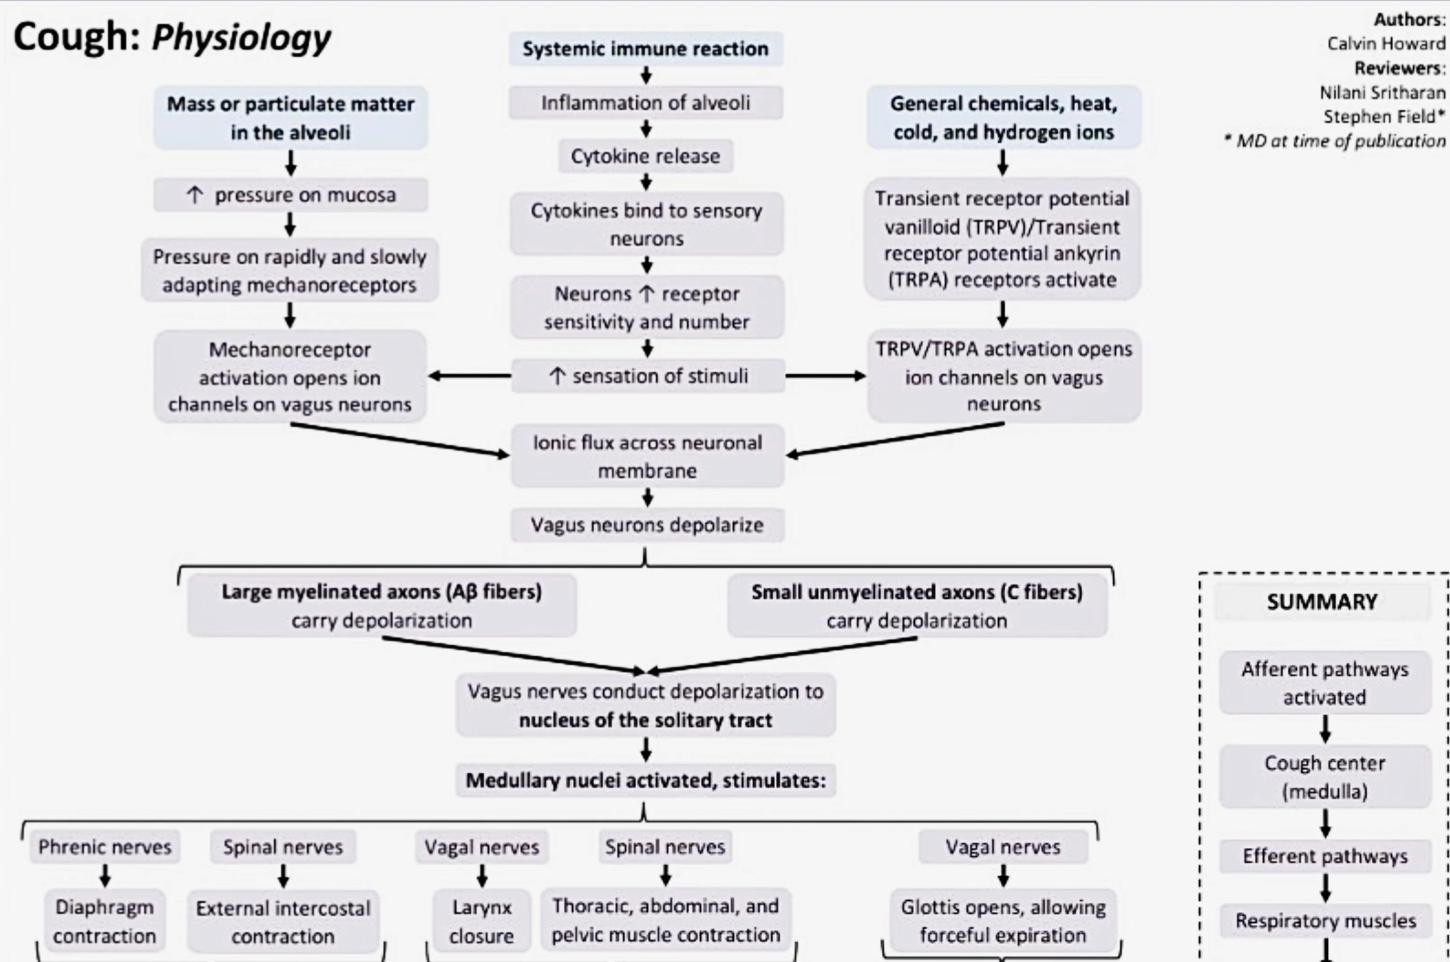 Cough: Physiology
Authors:
Calvin Howard
Reviewers:
Nilani Sritharan
Stephen Field*
* MD at time of publication
Systemic immune reaction
Inflammation of alveoli
Cytokine release
Cytokines bind to sensory
neurons
Neurons ↑ receptor
sensitivity and number
↑ sensation of stimuli
Mass or particulate matter
in the alveoli
↑ pressure on mucosa
Pressure on rapidly and slowly
adapting mechanoreceptors
Mechanoreceptor
activation opens ion
channels on vagus neurons
General chemicals, heat,
cold, and hydrogen ions
Transient receptor potential
vanilloid (TRPV)/Transient
receptor potential ankyrin
(TRPA) receptors activate
TRPV/TRPA activation opens
ion channels on vagus
neurons
Ionic flux across neuronal
membrane
Vagus neurons depolarize
Large myelinated axons (Aβ fibers)
carry depolarization
Small unmyelinated axons (C fibers)
carry depolarization
Vagus nerves conduct depolarization to
nucleus of the solitary tract
Medullary nuclei activated, stimulates:
Phrenic nerves
Diaphragm
contraction
Spinal nerves
External intercostal
contraction
Vagal nerves
Larynx
closure
Spinal nerves
Thoracic, abdominal, and
pelvic muscle contraction
Vagal nerves
Glottis opens, allowing
forceful expiration
SUMMARY
Afferent pathways
activated
Cough center
(medulla)
Efferent pathways
Respiratory muscles